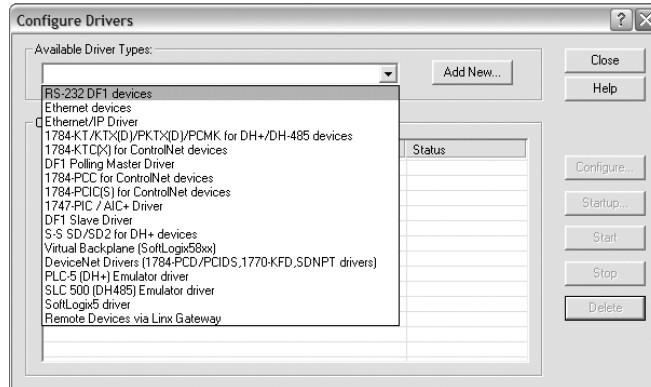 Configure Drivers
Available Driver Types:
Add New...
Close
Help
RS-232 DF1 devices
Ethernet devices
Ethernet/IP Driver
1784-KT/KTX(D)/PKTX(D)/PCMK for DH+/DH-485 devices
1784-KTC(X) for ControlNet devices
DF1 Polling Master Driver
1784-PCC for ControlNet devices
1784-PCIC(S) for ControlNet devices
1747-PIC / AIC+ Driver
DF1 Slave Driver
S-S SD/SD2 for DH+ devices
Virtual Backplane (SoftLogix58xx)
DeviceNet Drivers (1784-PCD/PCIDS,1770-KFD,SDNPT drivers)
PLC-5 (DH+) Emulator driver
SLC 500 (DH485) Emulator driver
SoftLogix5 driver
Remote Devices via Linx Gateway
Status
Configure...
Startup...
Start
Stop
Delete